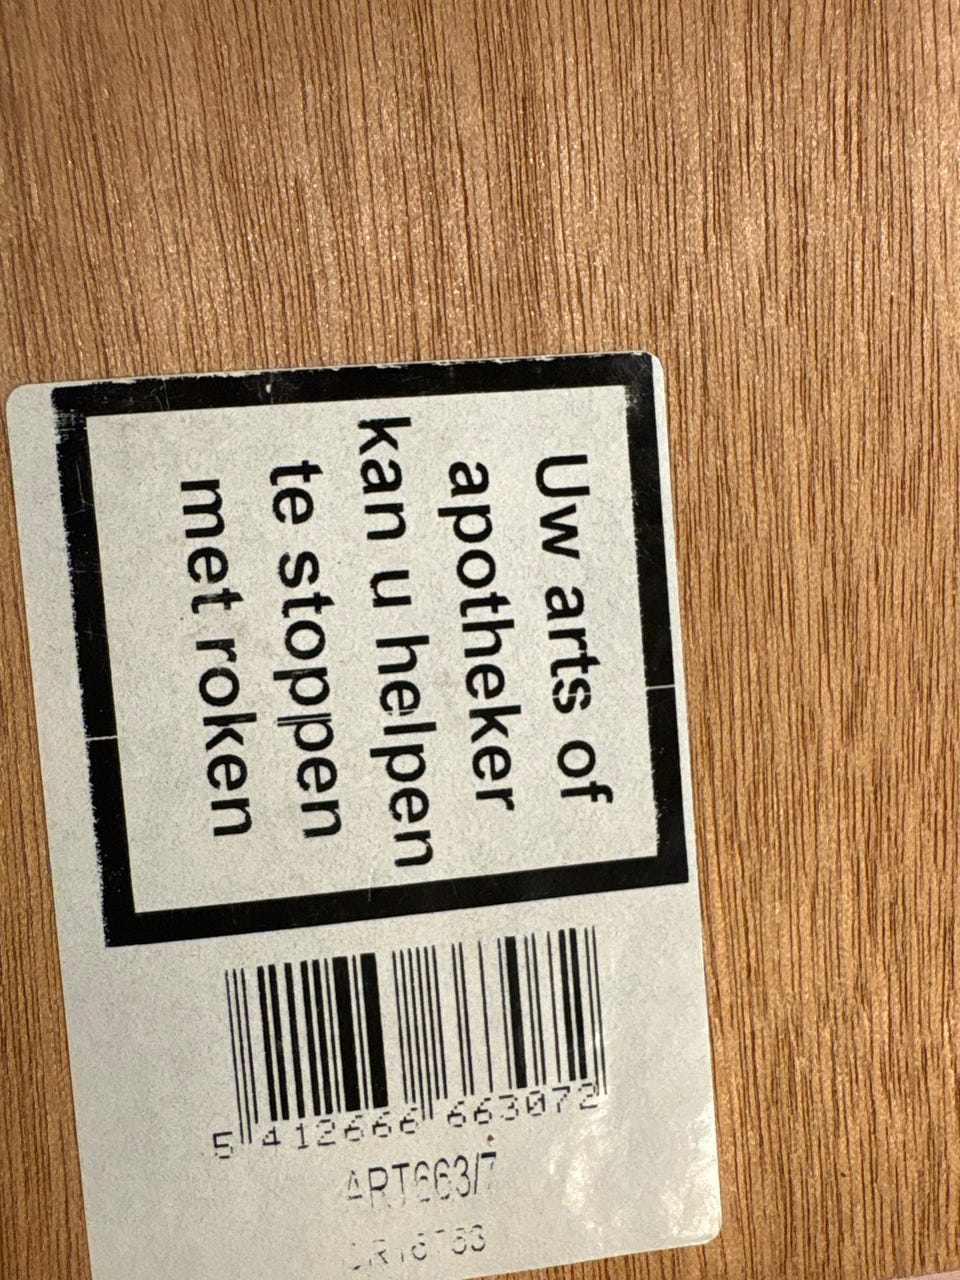 Uw arts of
apotheker
kan u helpen
te stoppen
met roken
5 412666 663072
ART663/7